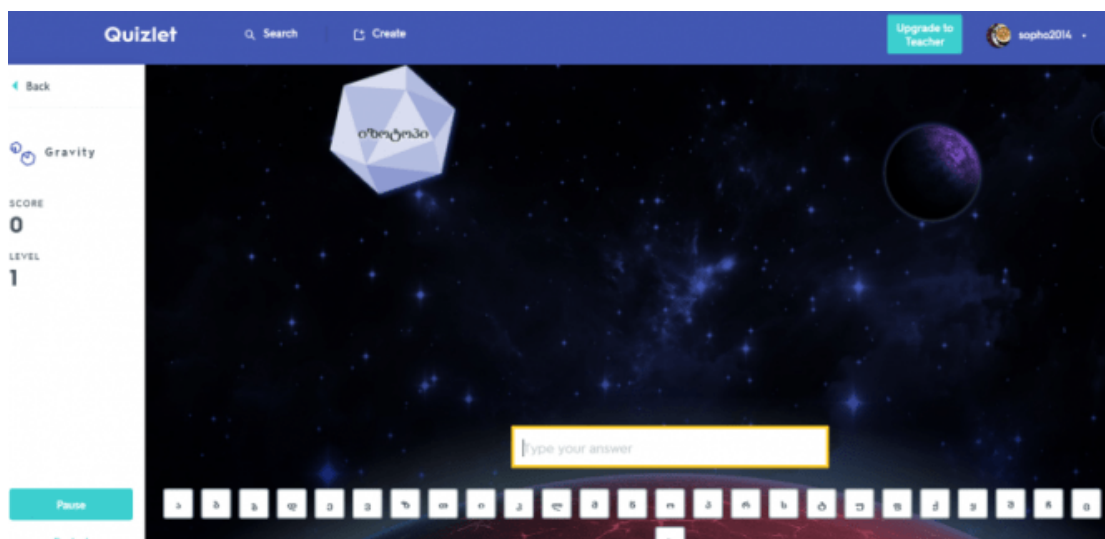 Quizlet
Search
Create
Upgrade to
Teacher
sopho2014
Back
Gravity
SCORE
0
LEVEL
1
იზოტოპი
Type your answer
Pause
ა ბ გ დ ე ვ ზ თ ი კ ლ მ ნ ო პ რ ს ტ უ ფ ქ ყ შ ჩ ც